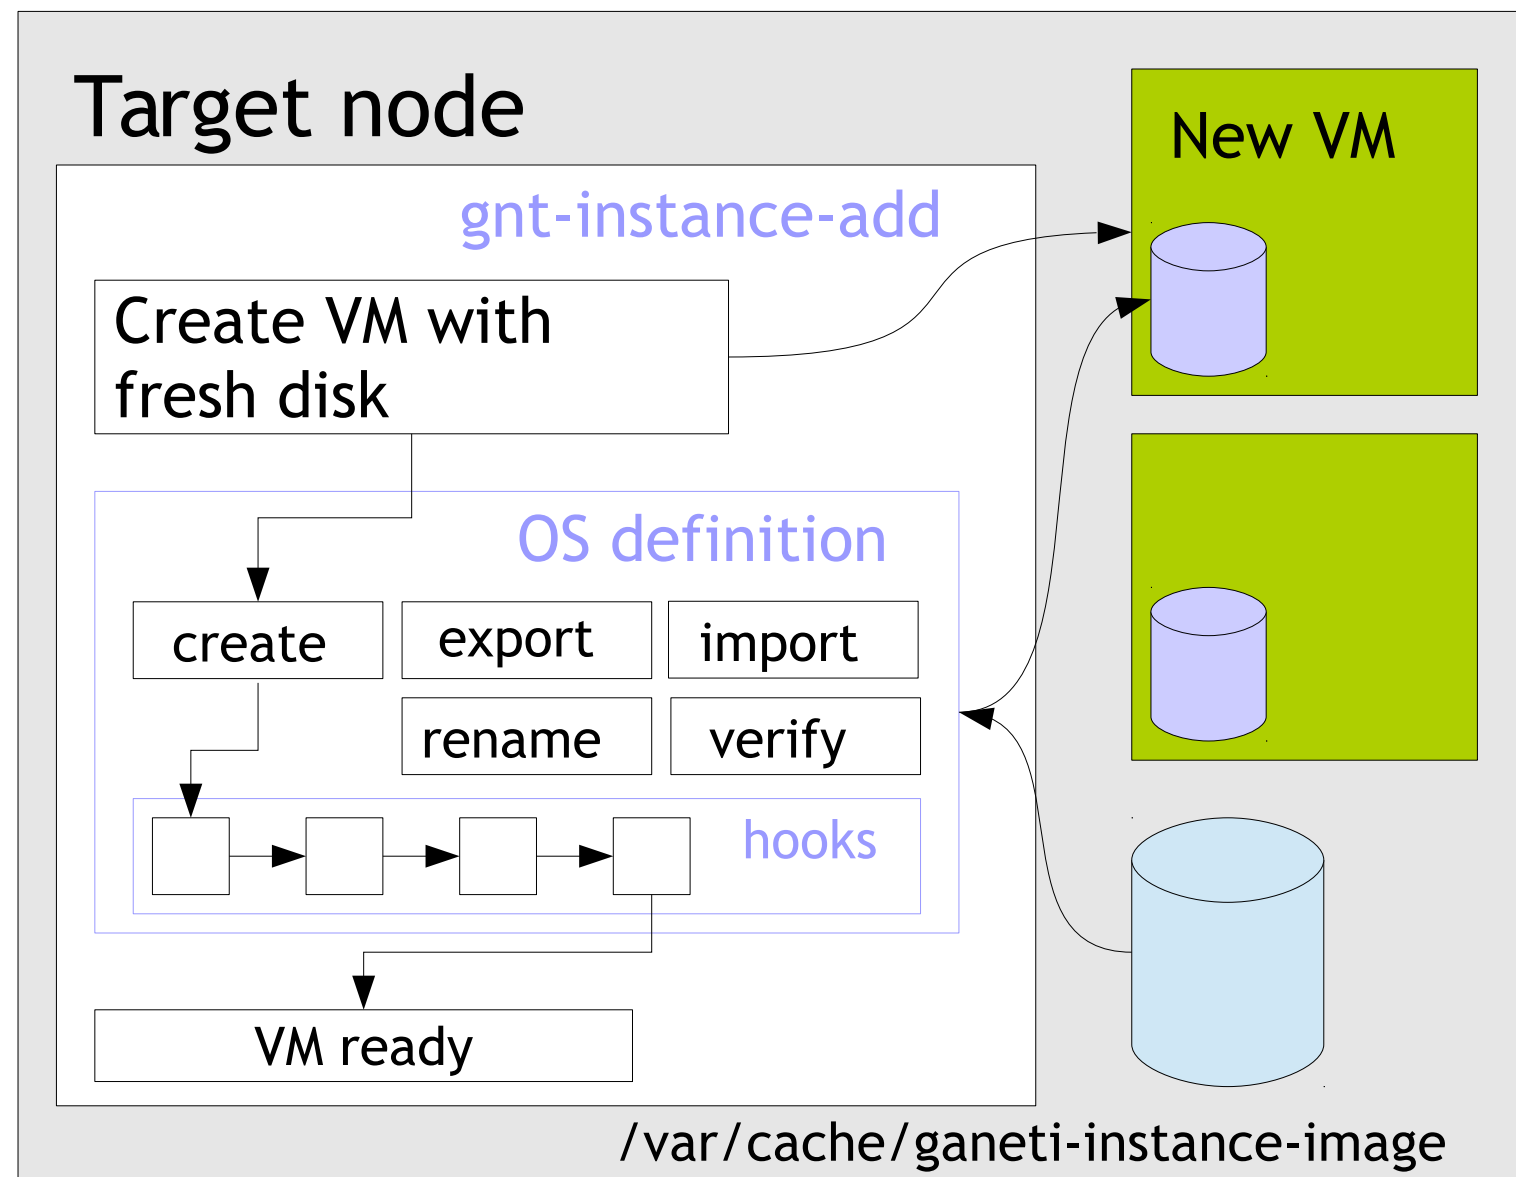 Target node
New VM
gnt-instance-add
Create VM with
fresh disk
OS definition
create
export
import
rename
verify
hooks
VM ready
/var/cache/ganeti-instance-image